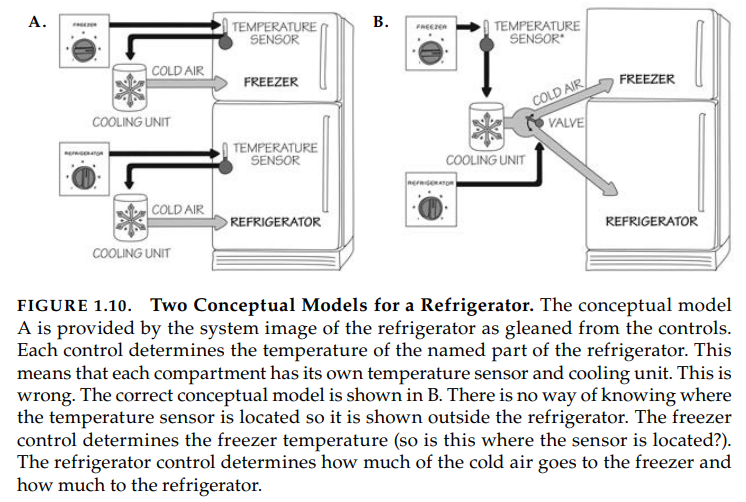 A.
FREEZER
TEMPERATURE
SENSOR
COLD AIR
FREEZER
COOLING UNIT
REFRIGERATOR
TEMPERATURE
SENSOR
COLD AIR
REFRIGERATOR
COOLING UNIT
B.
FREEZER
TEMPERATURE
SENSOR*
COLD AIR
FREEZER
VALVE
COOLING UNIT
REFRIGERATOR
REFRIGERATOR
FIGURE 1.10. Two Conceptual Models for a Refrigerator. The conceptual model
A is provided by the system image of the refrigerator as gleaned from the controls.
Each control determines the temperature of the named part of the refrigerator. This
means that each compartment has its own temperature sensor and cooling unit. This is
wrong. The correct conceptual model is shown in B. There is no way of knowing where
the temperature sensor is located so it is shown outside the refrigerator. The freezer
control determines the freezer temperature (so is this where the sensor is located?).
The refrigerator control determines how much of the cold air goes to the freezer and
how much to the refrigerator.